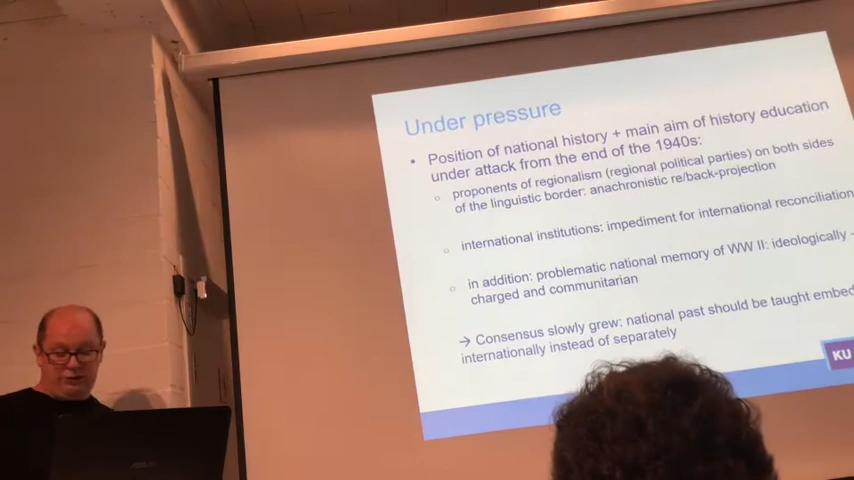 Under pressure
• Position of national history + main aim of history education
under attack from the end of the 1940s:
○ proponents of regionalism (regional political parties) on both sides
of the linguistic border: anachronistic re/back-projection
○ international institutions: impediment for international reconciliation
○ in addition: problematic national memory of WW II: ideologically -
charged and communitarian
→ Consensus slowly grew: national past should be taught embed
internationally instead of separately
KU
ASUS